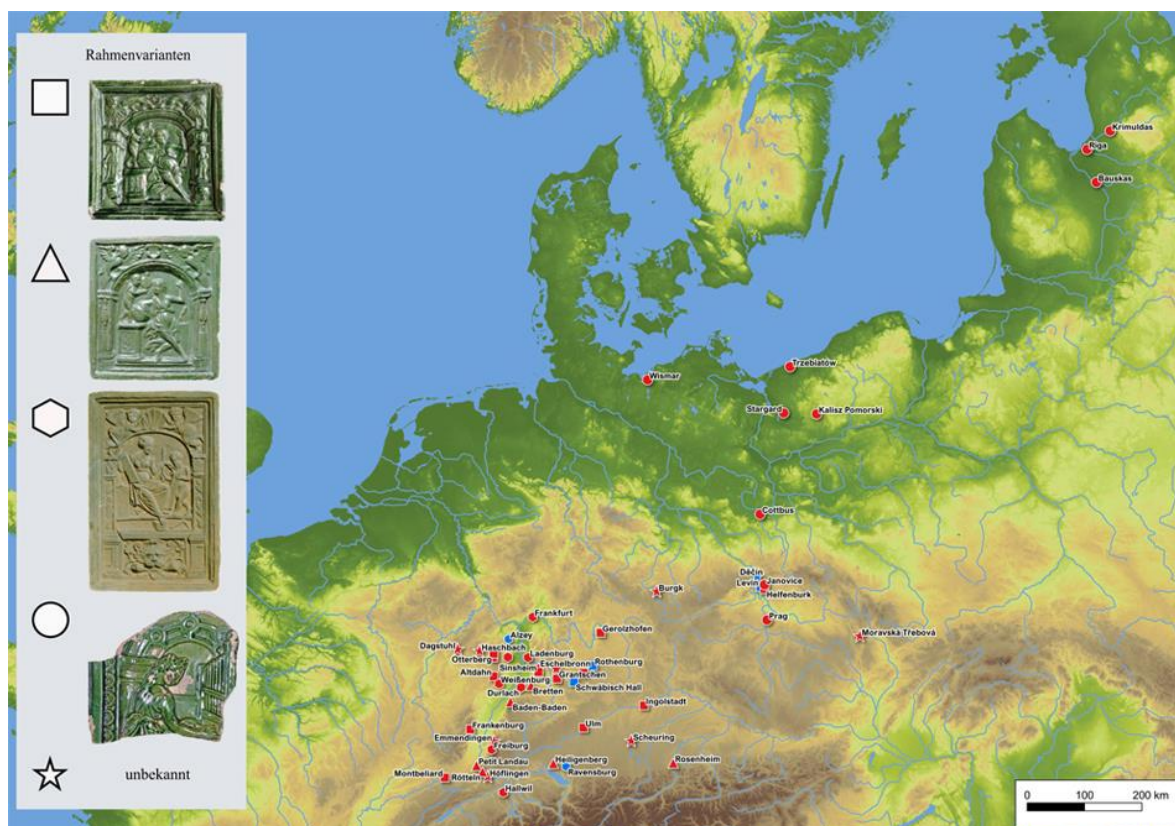 Rahmenvarianten
unbekannt
Krimuldas
Riga
Bauskas
Trzebiatów
Wismar
Stargard
Kalisz Pomorski
Cottbus
Děčín
Levin
Janovice
Helfenburk
Burgk
Prag
Frankfurt
Gerolzhofen
Moravská Třebová
Alzey
Dagstuhl
Haschbach
Ladenburg
Otterberg
Sinsheim
Eschelbronn
Rothenburg
Altdahn
Grantschen
Weißenburg
Schwäbisch Hall
Durlach
Bretten
Baden-Baden
Ingolstadt
Frankenburg
Ulm
Emmendingen
Freiburg
Scheuring
Petit Landau
Heiligenberg
Rosenheim
Montbeliard
Rötteln
Höflingen
Ravensburg
Hallwil
0 100 200 km